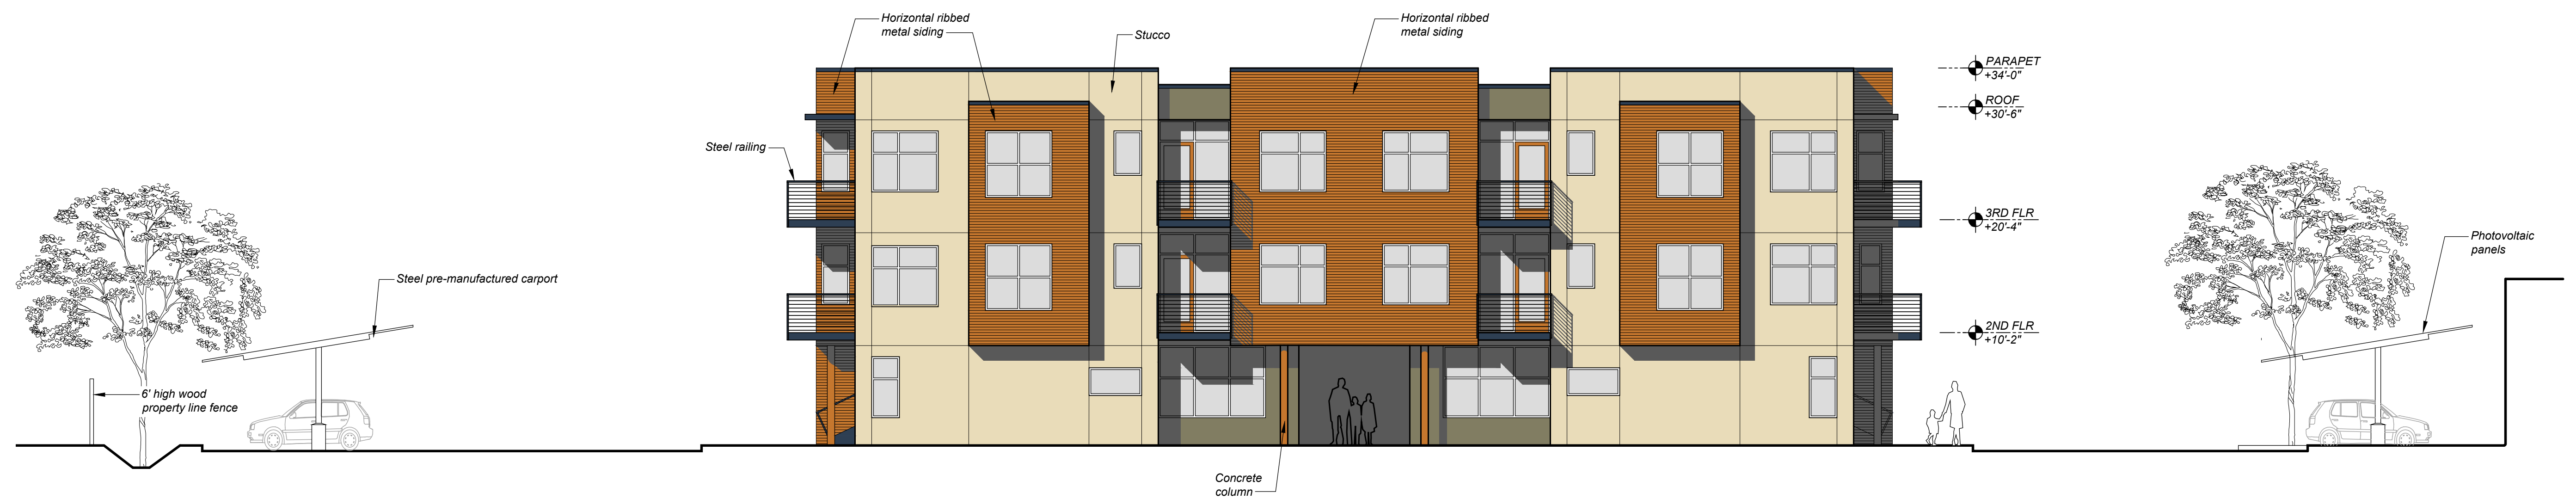 Horizontal ribbed
metal siding
Stucco
Horizontal ribbed
metal siding
PARAPET
+34'-0"
ROOF
+30'-6"
Steel railing
3RD FLR
+20'-4"
Photovoltaic
panels
Steel pre-manufactured carport
2ND FLR
+10'-2"
6' high wood
property line fence
Concrete
column